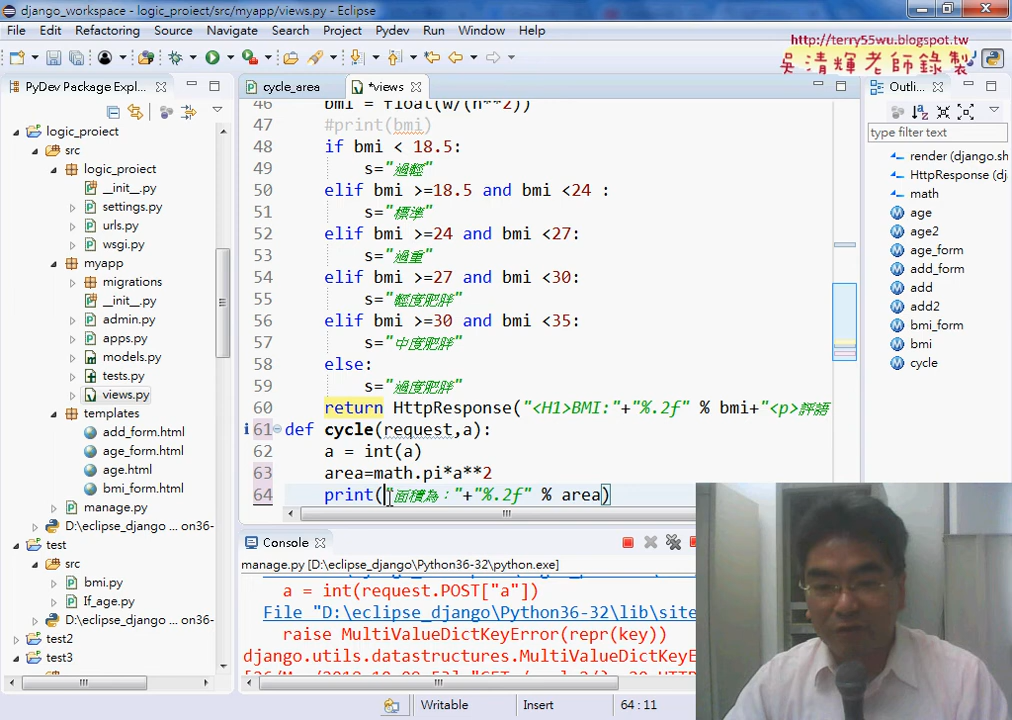 django_workspace - logic_proiect/src/myapp/views.py - Eclipse
File Edit Refactoring Source Navigate Search Project Pydev Run Window Help
http://terry55wu.blogspot.tw
吳清輝老師錄製
PyDev Package Expl...
cycle_area
*views
Outli...
type filter text
logic_proiect
src
logic_proiect
__init__.py
settings.py
urls.py
wsgi.py
myapp
migrations
__init__.py
admin.py
apps.py
models.py
tests.py
views.py
templates
add_form.html
age_form.html
age.html
bmi_form.html
manage.py
D:\eclipse_django ... on36-
test
src
bmi.py
If_age.py
D:\eclipse_django ... on36-
test2
test3
46 bmi = float(w/(h**2))
47 #print(bmi)
48 if bmi < 18.5:
49 s="過輕"
50 elif bmi >=18.5 and bmi <24 :
51 s="標準"
52 elif bmi >=24 and bmi <27:
53 s="過重"
54 elif bmi >=27 and bmi <30:
55 s="輕度肥胖"
56 elif bmi >=30 and bmi <35:
57 s="中度肥胖"
58 else:
59 s="過度肥胖"
60 return HttpResponse("<H1>BMI:"+"%.2f" % bmi+"<p>評語
61 def cycle(request,a):
62 a = int(a)
63 area=math.pi*a**2
64 print("面積為："+"%.2f" % area)
render (django.sh
HttpResponse (dj
math
age
age2
age_form
add_form
add
add2
bmi_form
bmi
cycle
Console
manage.py [D:\eclipse_django\Python36-32\python.exe]
a = int(request.POST["a"])
File "D:\eclipse_django\Python36-32\lib\site
raise MultiValueDictKeyError(repr(key))
django.utils.datastructures.MultiValueDictKeyE
Writable
Insert
64 : 11